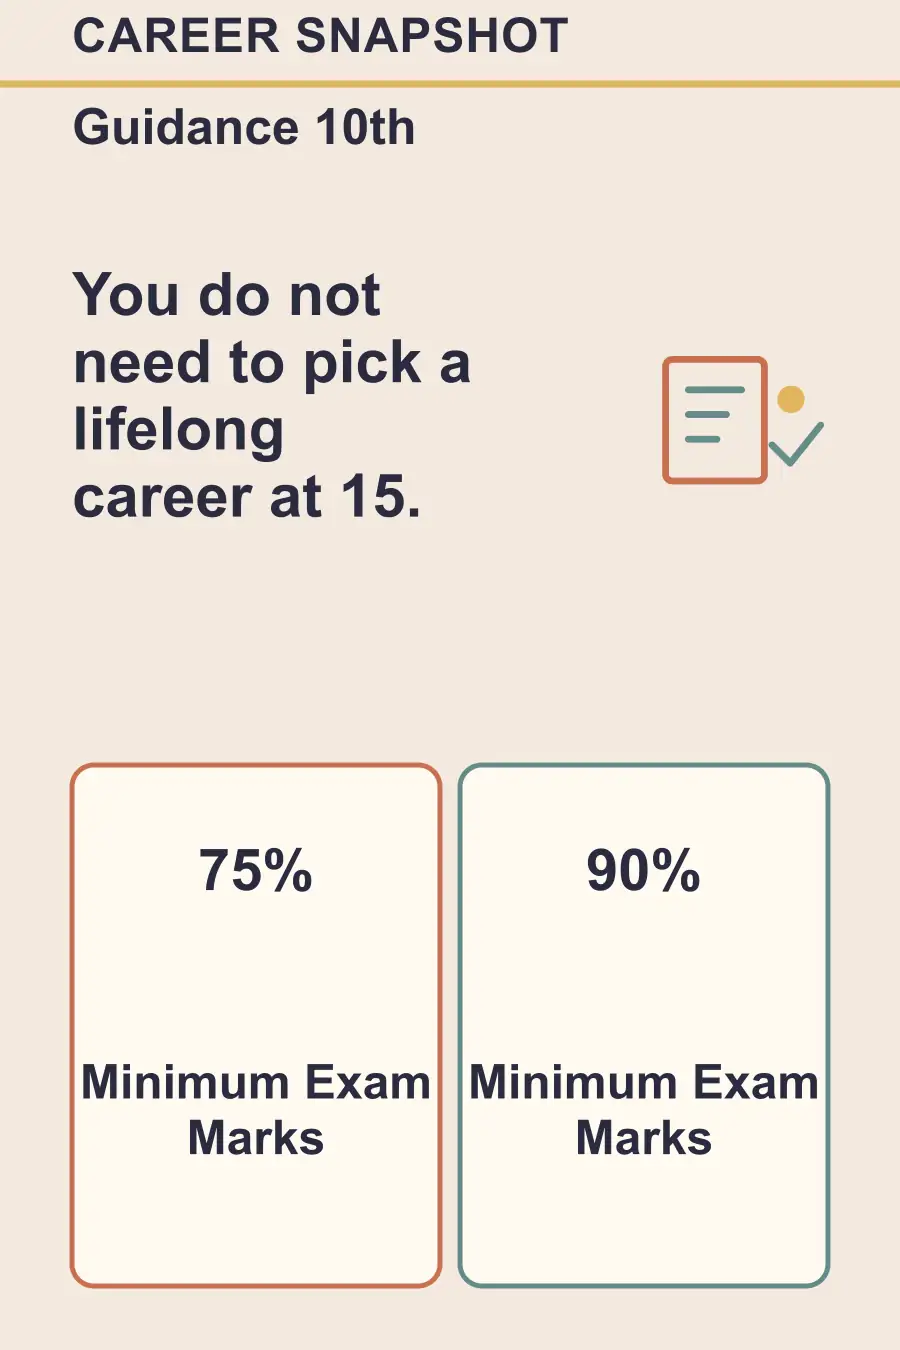 CAREER SNAPSHOT
Guidance 10th
You do not
need to pick a
lifelong
career at 15.
75%
Minimum Exam
Marks
90%
Minimum Exam
Marks